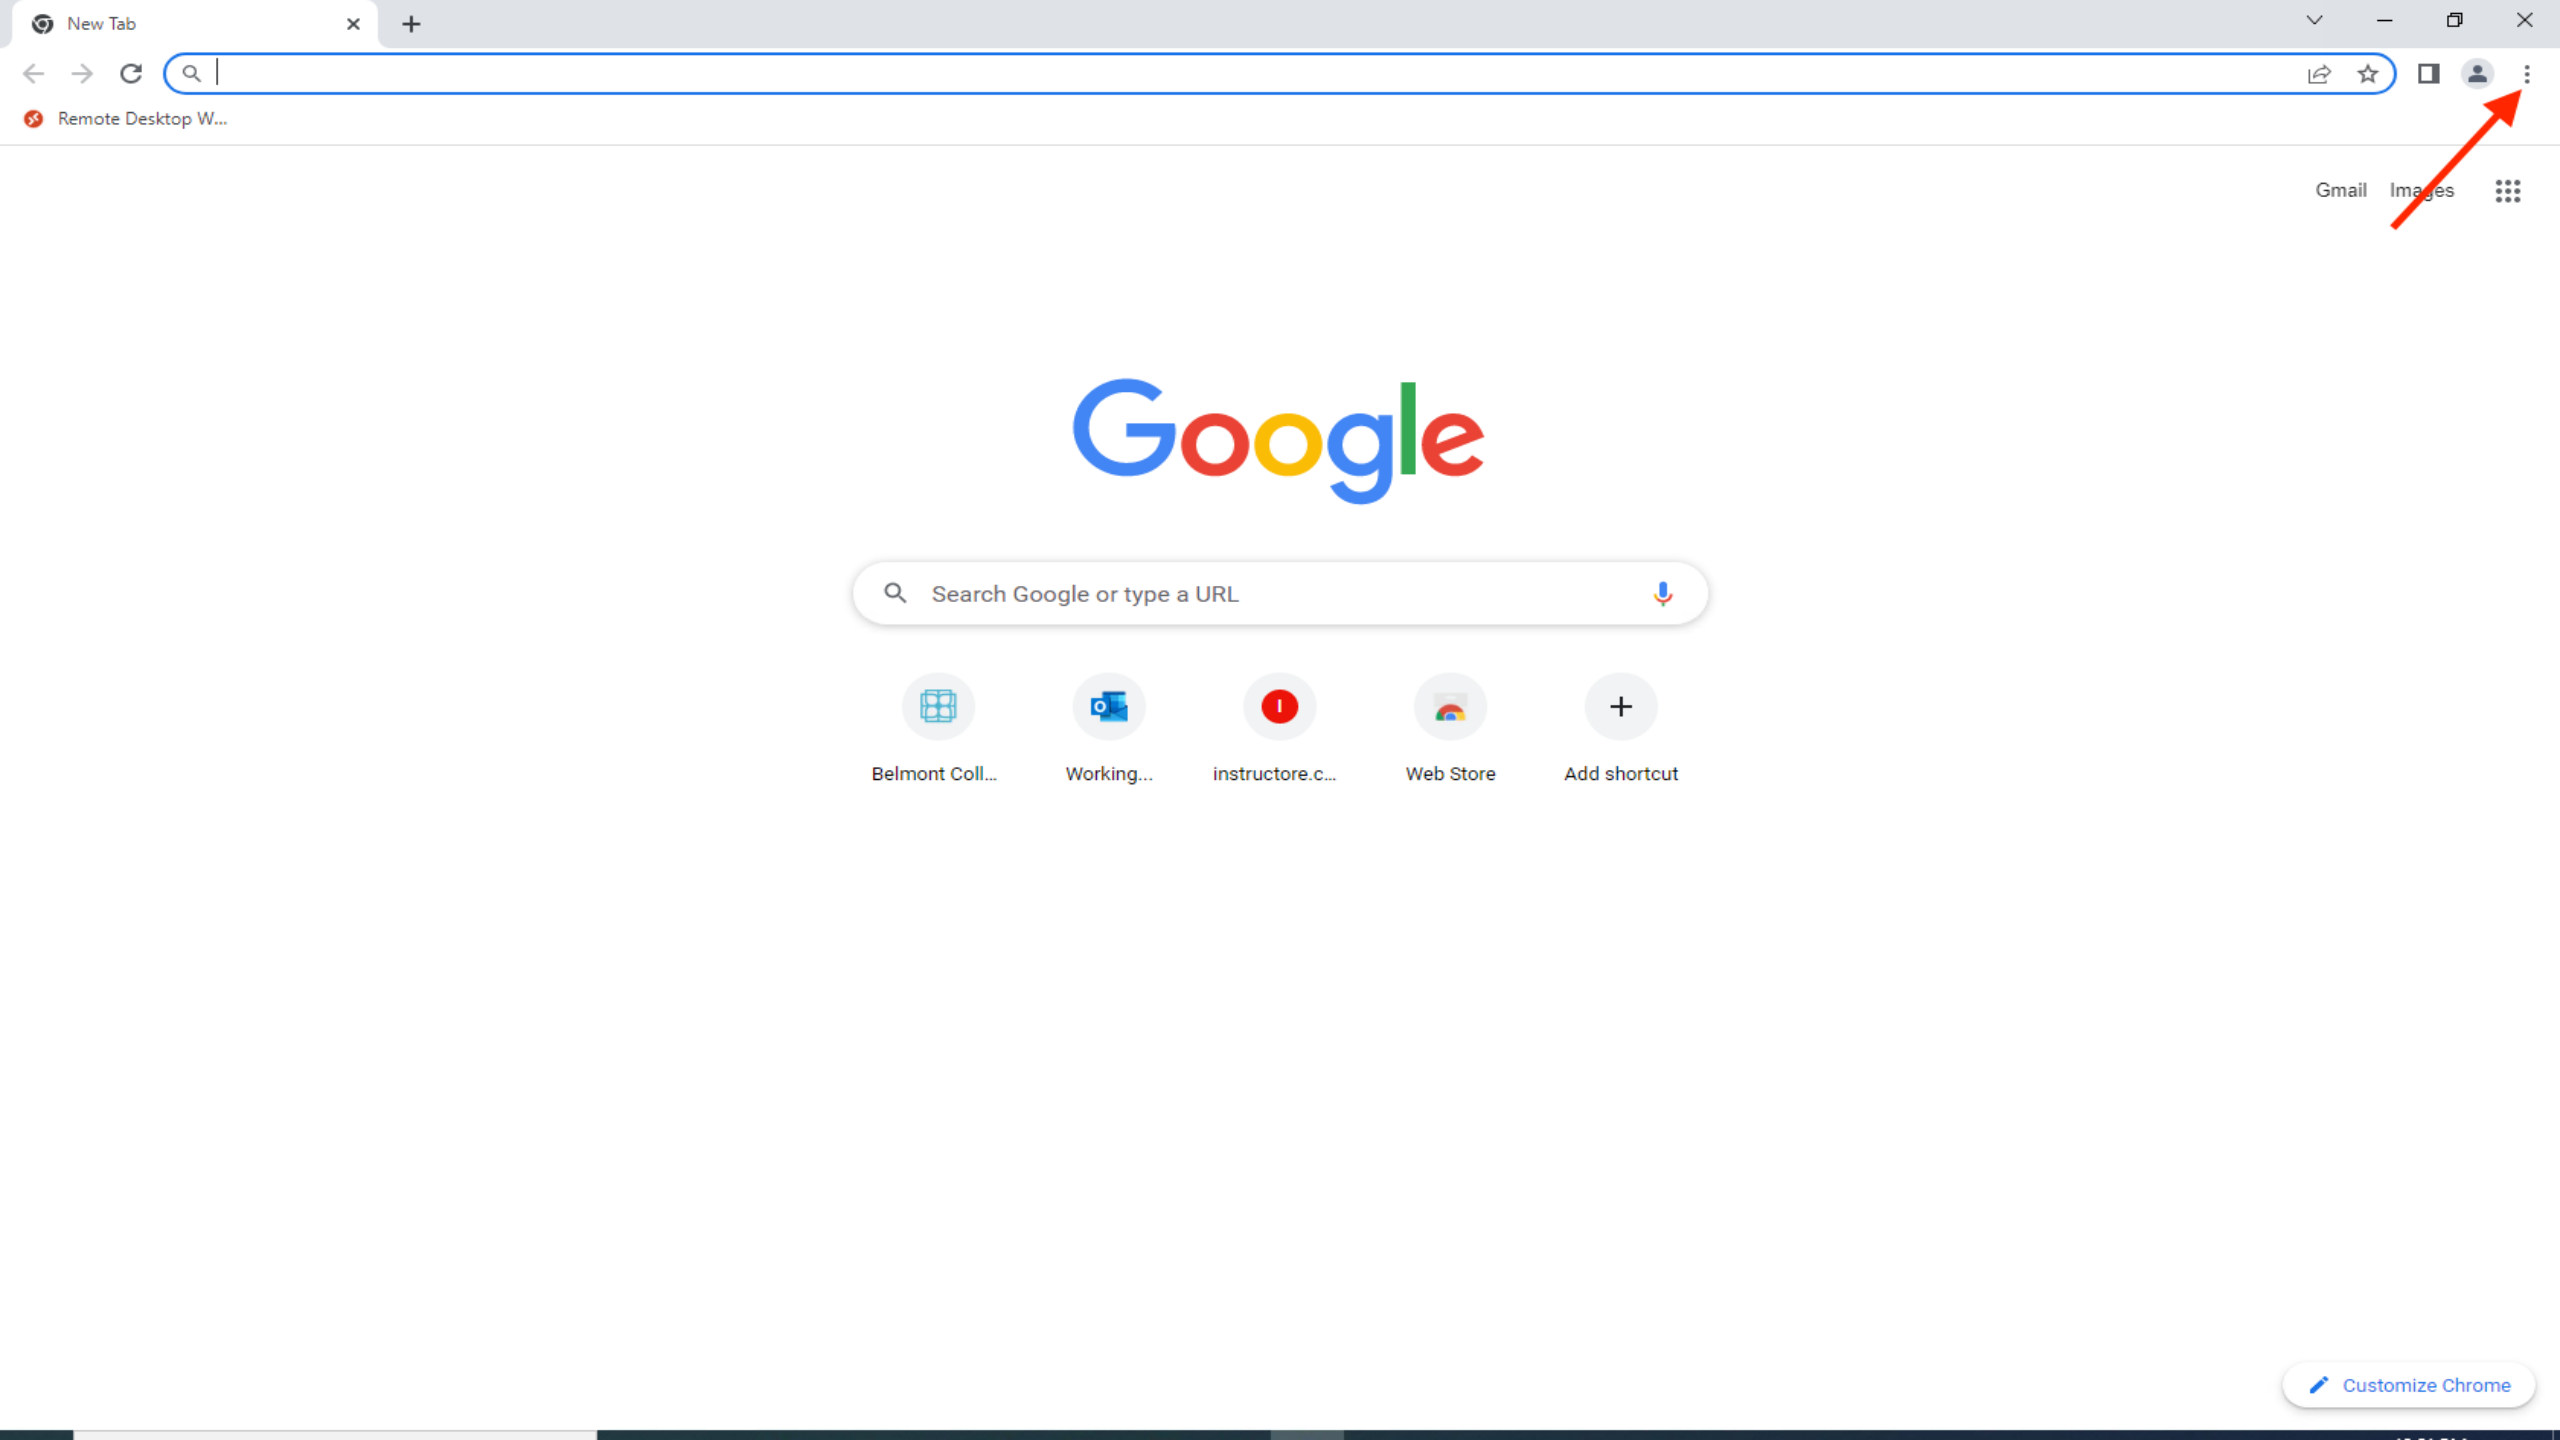 New Tab
Remote Desktop W...
Gmail Images
Google
Search Google or type a URL
Belmont Coll...
Working...
instructore.c...
Web Store
Add shortcut
Customize Chrome